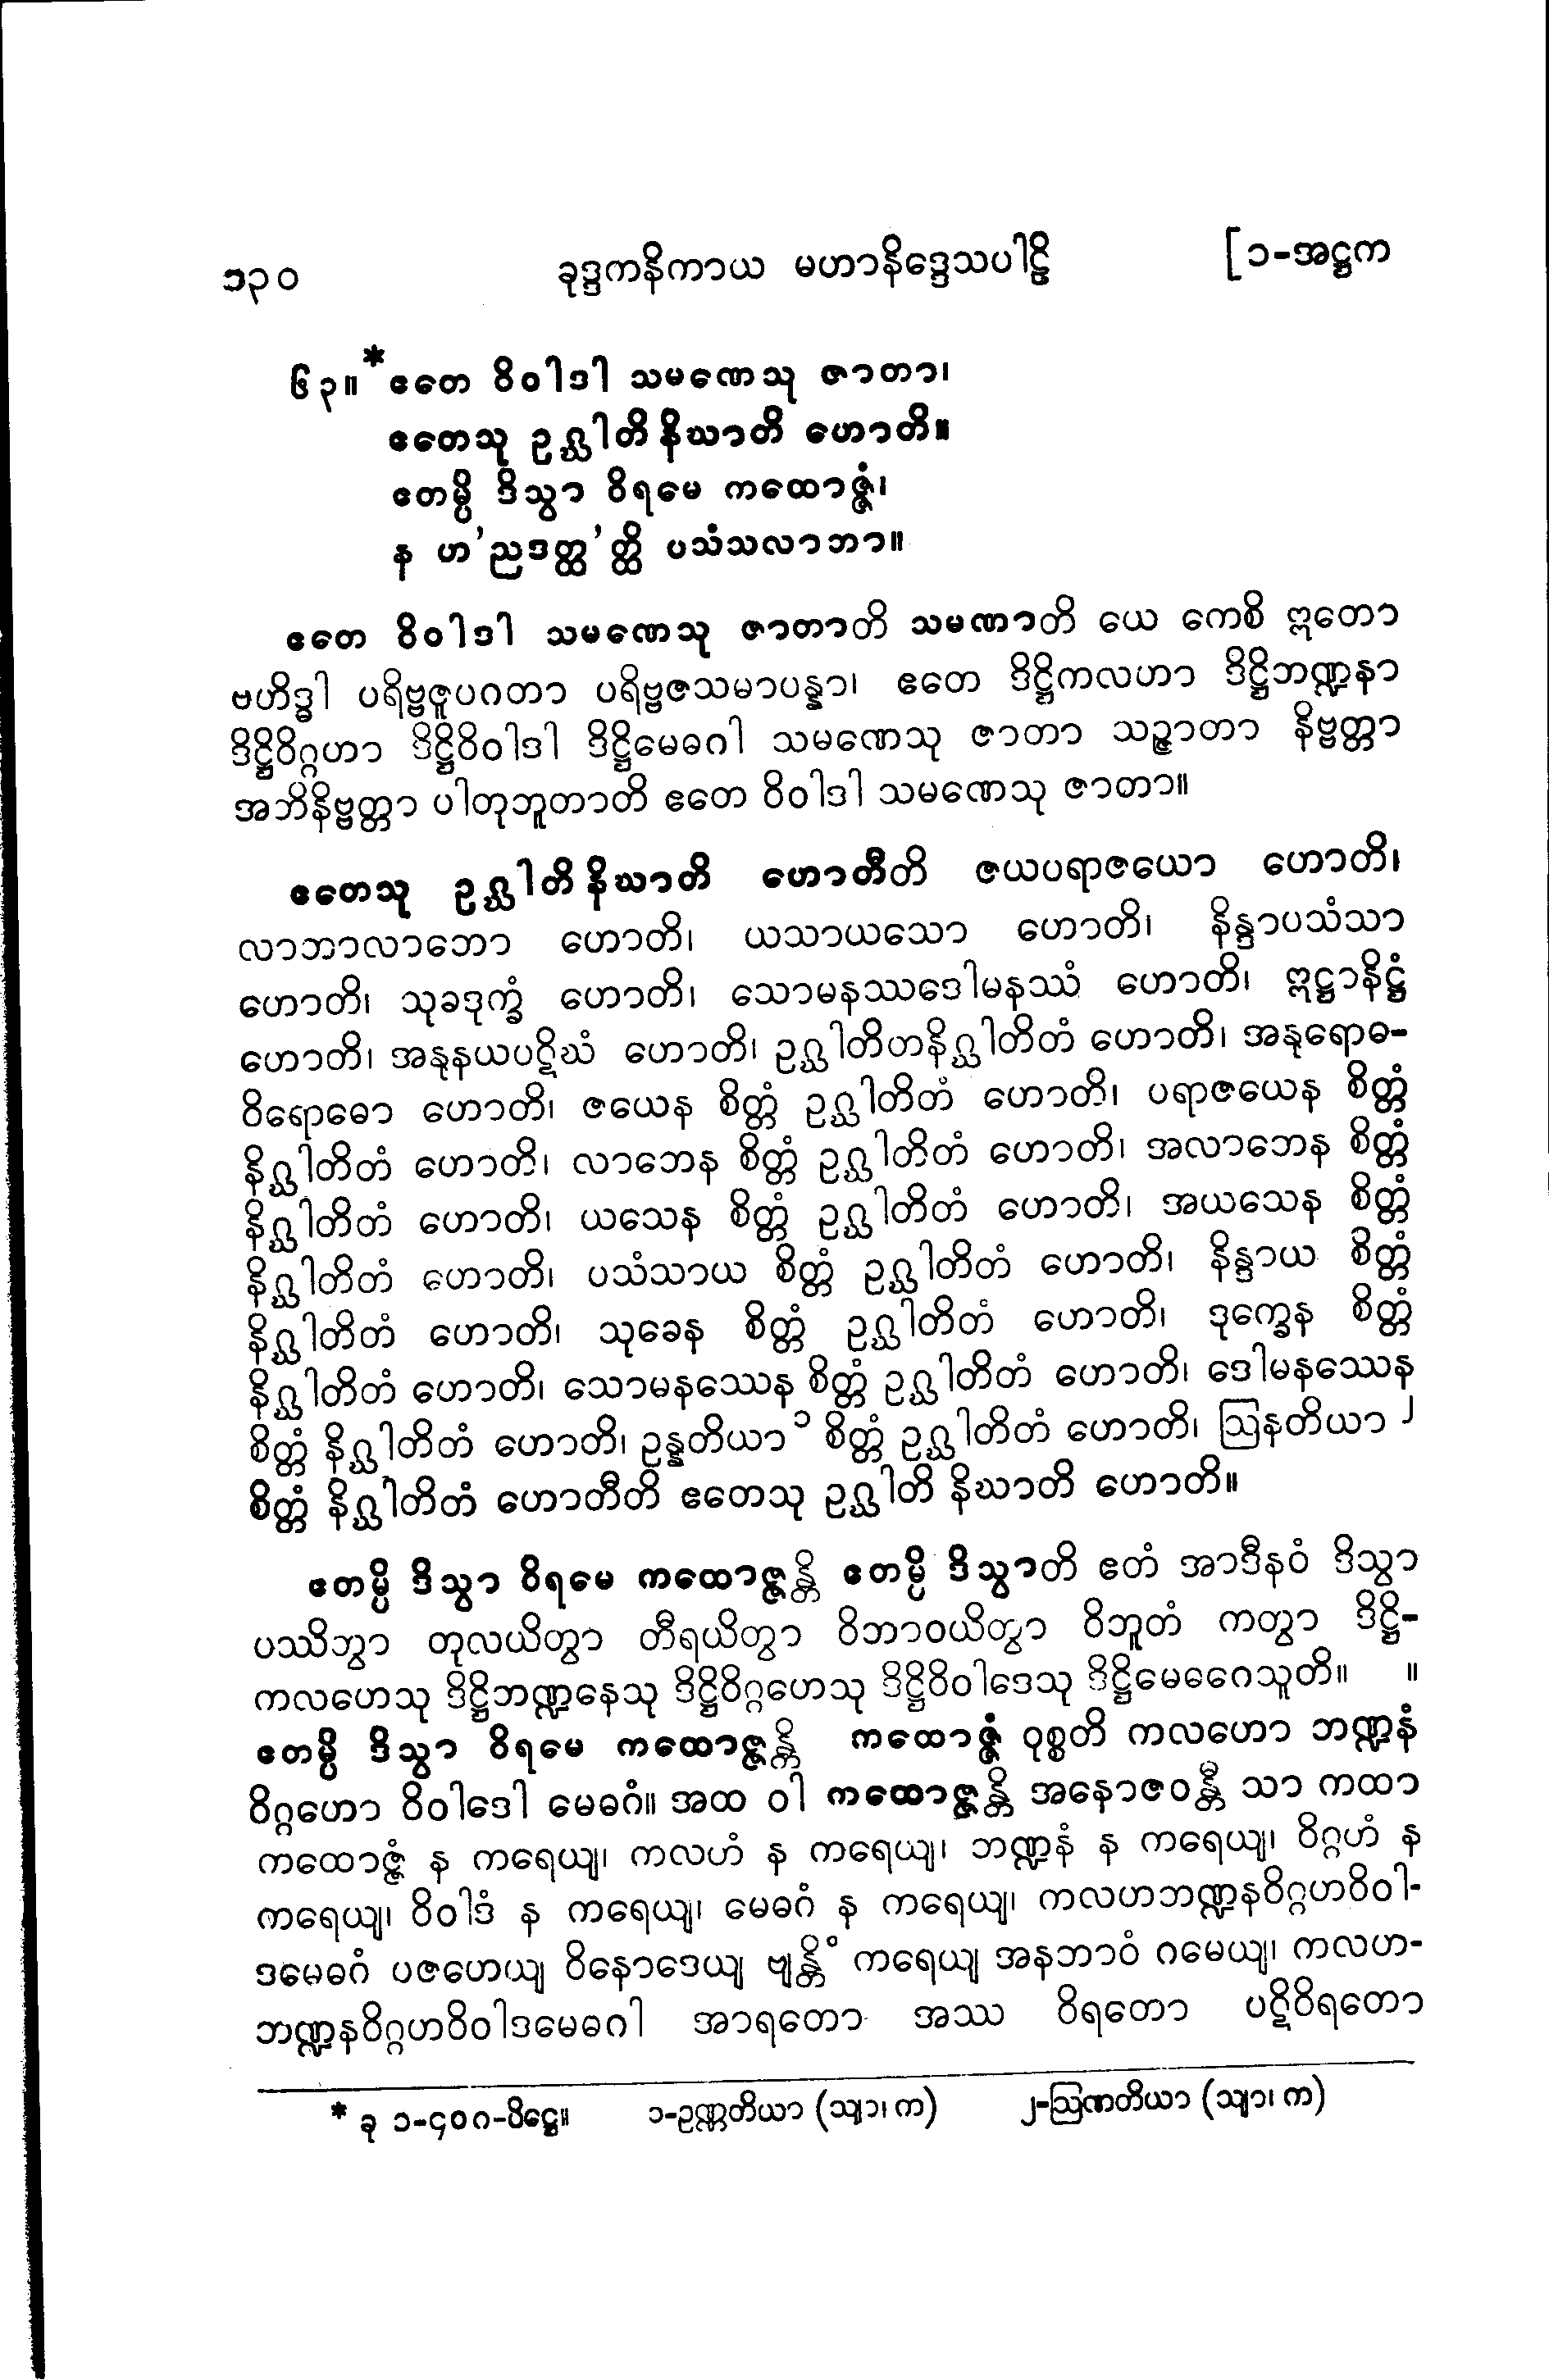 ၁၃၀ ခုဒ္ဒကနိကာယ မဟာနိဒ္ဒေသပါဠိ [၁-အဋ္ဌက
၆၃။ *ဧတေ ဝိဝါဒါ သမဏေသု ဇာတာ၊
ဧတေသု ဥဂ္ဃါတိ နိဃာတိ ဟောတိ။
ဧတမ္ပိ ဒိသွာ ဝိရမေ ကထောဇ္ဇံ၊
န ဟ'ညဒတ္ထ'တ္ထိ ပသံသလာဘာ။
ဧတေ ဝိဝါဒါ သမဏေသု ဇာတာတိ သမဏာတိ ယေ ကေစိ ဣတော
ဗဟိဒ္ဓါ ပရိဗ္ဗဇူပဂတာ ပရိဗ္ဗဇသမာပန္နာ၊ ဧတေ ဒိဋ္ဌိကလဟာ ဒိဋ္ဌိဘဏ္ဍနာ
ဒိဋ္ဌိဝိဂ္ဂဟာ ဒိဋ္ဌိဝိဝါဒါ ဒိဋ္ဌိမေဓဂါ သမဏေသု ဇာတာ သဉ္ဇာတာ နိဗ္ဗတ္တာ
အဘိနိဗ္ဗတ္တာ ပါတုဘူတာတိ ဧတေ ဝိဝါဒါ သမဏေသု ဇာတာ။
ဧတေသု ဥဂ္ဃါတိ နိဃာတိ ဟောတီတိ ဇယပရာဇယော ဟောတိ၊
လာဘာလာဘော ဟောတိ၊ ယသာယသော ဟောတိ၊ နိန္ဒာပသံသာ
ဟောတိ၊ သုခဒုက္ခံ ဟောတိ၊ သောမနဿဒေါမနဿံ ဟောတိ၊ ဣဋ္ဌာနိဋ္ဌံ
ဟောတိ၊ အနုနယပဋိဃံ ဟောတိ၊ ဥဂ္ဃါတိတနိဂ္ဃါတိတံ ဟောတိ၊ အနုရောဓ-
ဝိရောဓော ဟောတိ၊ ဇယေန စိတ္တံ ဥဂ္ဃါတိတံ ဟောတိ၊ ပရာဇယေန စိတ္တံ
နိဂ္ဃါတိတံ ဟောတိ၊ လာဘေန စိတ္တံ ဥဂ္ဃါတိတံ ဟောတိ၊ အလာဘေန စိတ္တံ
နိဂ္ဃါတိတံ ဟောတိ၊ ယသေန စိတ္တံ ဥဂ္ဃါတိတံ ဟောတိ၊ အယသေန စိတ္တံ
နိဂ္ဃါတိတံ ဟောတိ၊ ပသံသာယ စိတ္တံ ဥဂ္ဃါတိတံ ဟောတိ၊ နိန္ဒာယ စိတ္တံ
နိဂ္ဃါတိတံ ဟောတိ၊ သုခေန စိတ္တံ ဥဂ္ဃါတိတံ ဟောတိ၊ ဒုက္ခေန စိတ္တံ
နိဂ္ဃါတိတံ ဟောတိ၊ သောမနဿေန စိတ္တံ ဥဂ္ဃါတိတံ ဟောတိ၊ ဒေါမနဿေန
စိတ္တံ နိဂ္ဃါတိတံ ဟောတိ၊ ဥန္နတိယာ ၁ စိတ္တံ ဥဂ္ဃါတိတံ ဟောတိ၊ ဩနတိယာ ၂
စိတ္တံ နိဂ္ဃါတိတံ ဟောတီတိ ဧတေသု ဥဂ္ဃါတိ နိဃာတိ ဟောတိ။
ဧတမ္ပိ ဒိသွာ ဝိရမေ ကထောဇ္ဇန္တိ ဧတမ္ပိ ဒိသွာတိ ဧတံ အာဒီနဝံ ဒိသွာ
ပဿိတွာ တုလယိတွာ တီရယိတွာ ဝိဘာဝယိတွာ ဝိဘူတံ ကတွာ ဒိဋ္ဌိ-
ကလဟေသု ဒိဋ္ဌိဘဏ္ဍနေသု ဒိဋ္ဌိဝိဂ္ဂဟေသု ဒိဋ္ဌိဝိဝါဒေသု ဒိဋ္ဌိမေဓဂေသူတိ။ ။
ဧတမ္ပိ ဒိသွာ ဝိရမေ ကထောဇ္ဇန္တိ ကထောဇ္ဇံ ဝုစ္စတိ ကလဟော ဘဏ္ဍနံ
ဝိဂ္ဂဟော ဝိဝါဒေါ မေဓဂံ။ အထ ဝါ ကထောဇ္ဇန္တိ အနောဇဝန္တီ သာ ကထာ
ကထောဇ္ဇံ န ကရေယျ၊ ကလဟံ န ကရေယျ၊ ဘဏ္ဍနံ န ကရေယျ၊ ဝိဂ္ဂဟံ န
ကရေယျ၊ ဝိဝါဒံ န ကရေယျ၊ မေဓဂံ န ကရေယျ၊ ကလဟဘဏ္ဍနဝိဂ္ဂဟဝိဝါ-
ဒမေဓဂံ ပဇဟေယျ ဝိနောဒေယျ ဗျန္တိံ ကရေယျ အနဘာဝံ ဂမေယျ၊ ကလဟ-
ဘဏ္ဍနဝိဂ္ဂဟဝိဝါဒမေဓဂါ အာရတော အဿ ဝိရတော ပဋိဝိရတော
* ခု ၁-၄၀၈-ပိဋ္ဌေ။ ၁-ဥဏ္ဏတိယာ (သျာ၊ က) ၂-ဩဏတိယာ (သျာ၊ က)